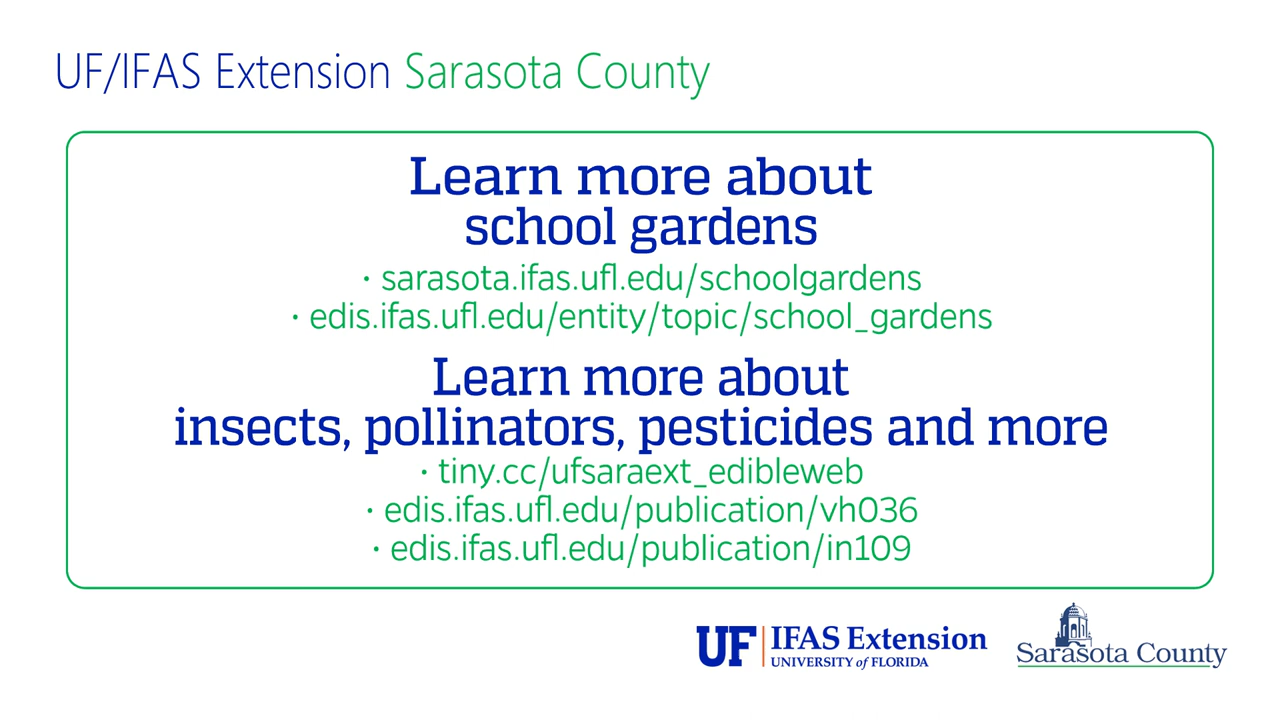 UF/IFAS Extension Sarasota County
Learn more about
school gardens
· sarasota.ifas.ufl.edu/schoolgardens
· edis.ifas.ufl.edu/entity/topic/school_gardens
Learn more about
insects, pollinators, pesticides and more
· tiny.cc/ufsaraext_edibleweb
· edis.ifas.ufl.edu/publication/vh036
· edis.ifas.ufl.edu/publication/in109
UF IFAS Extension
UNIVERSITY of FLORIDA
Sarasota County